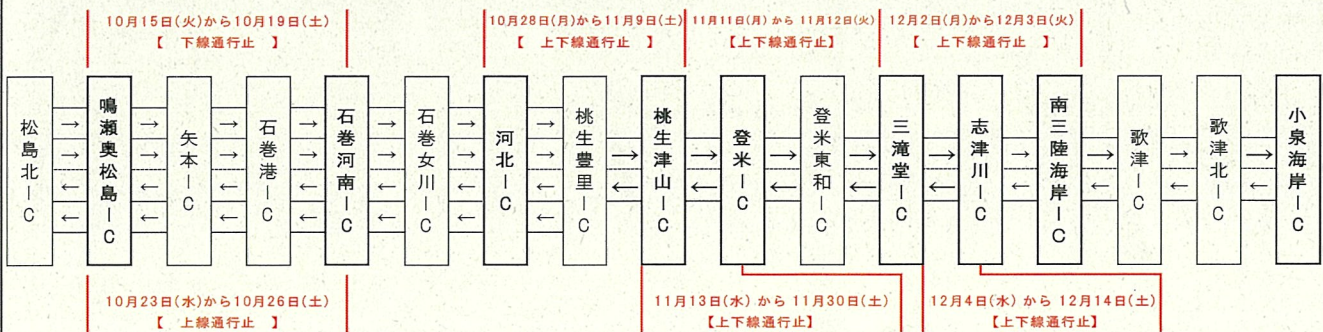 10月15日(火)から10月19日(土)
【 下線通行止 】
10月28日(月)から11月9日(土)
【 上下線通行止 】
11月11日(月) から 11月12日(火)
【上下線通行止】
12月2日(月)から12月3日(火)
【 上下線通行止 】
松島北IC
鳴瀬奥松島IC
矢本IC
石巻港IC
石巻河南IC
石巻女川IC
河北IC
桃生豊里IC
桃生津山IC
登米IC
登米東和IC
三滝堂IC
志津川IC
南三陸海岸IC
歌津IC
歌津北IC
小泉海岸IC
10月23日(水)から10月26日(土)
【 上線通行止 】
11月13日(水) から 11月30日(土)
【上下線通行止】
12月4日(水) から 12月14日(土)
【上下線通行止】